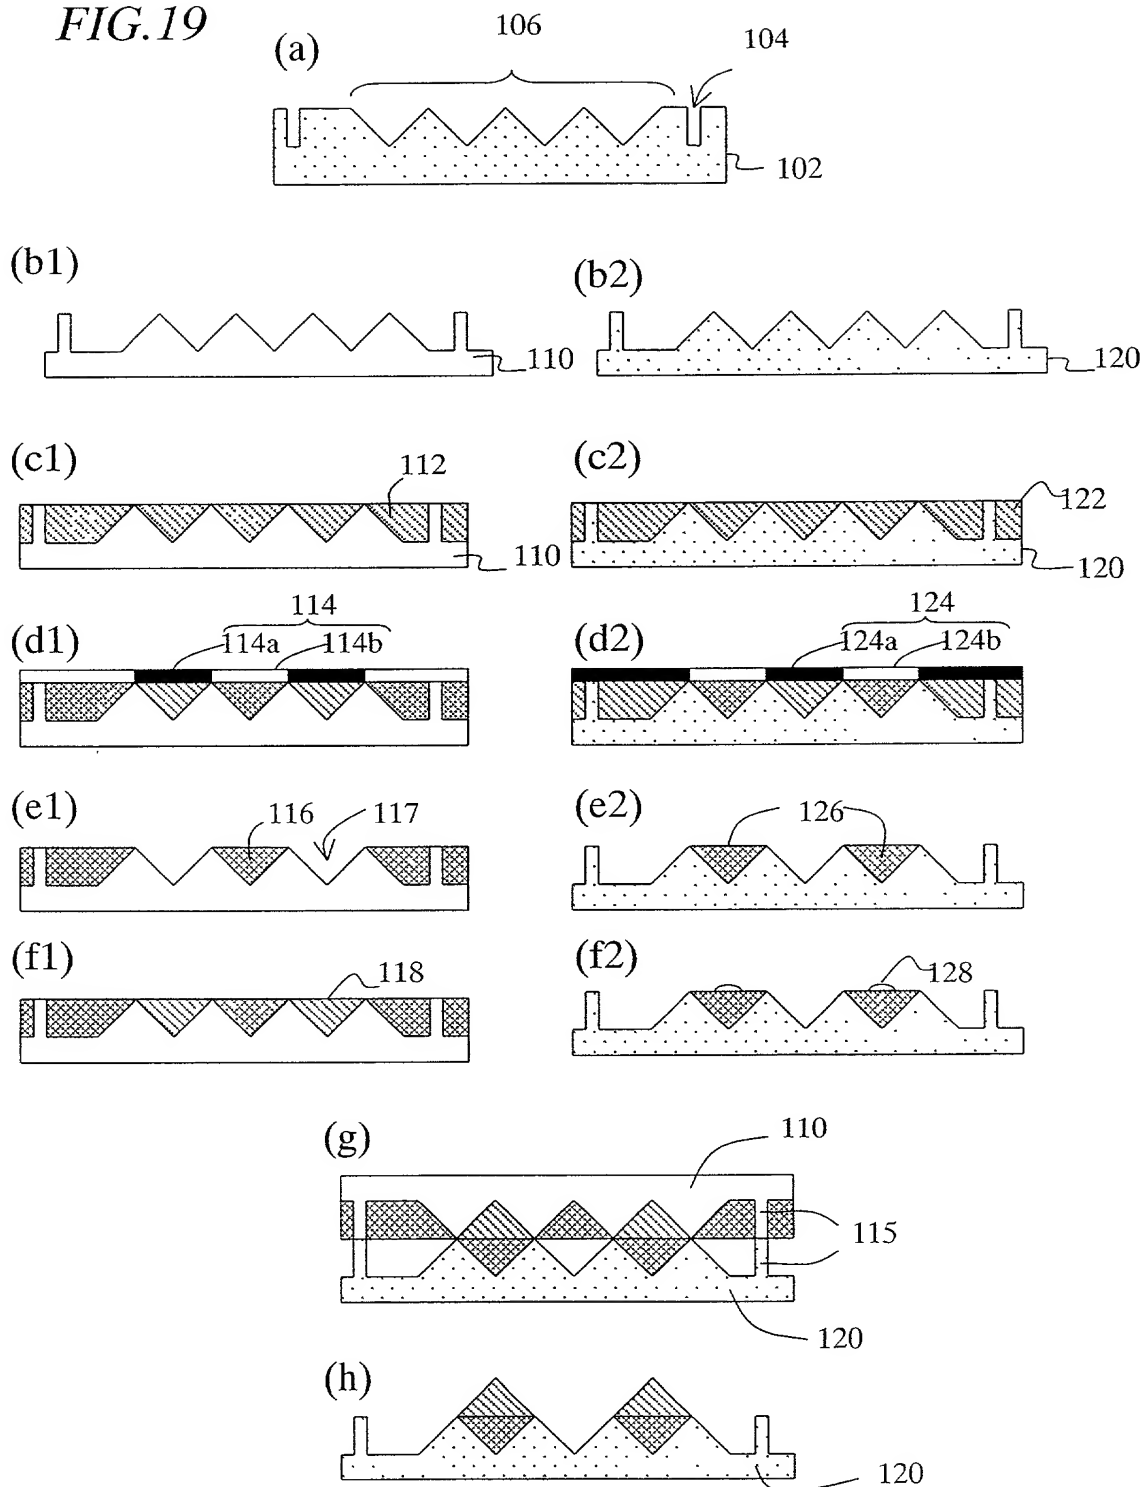 FIG.19
(a)
106
104
102
(b1)
110
(b2)
120
(c1)
112
110
(c2)
122
120
(d1)
114
114a
114b
(d2)
124
124a
124b
(e1)
116
117
(e2)
126
(f1)
118
(f2)
128
(g)
110
115
120
(h)
120